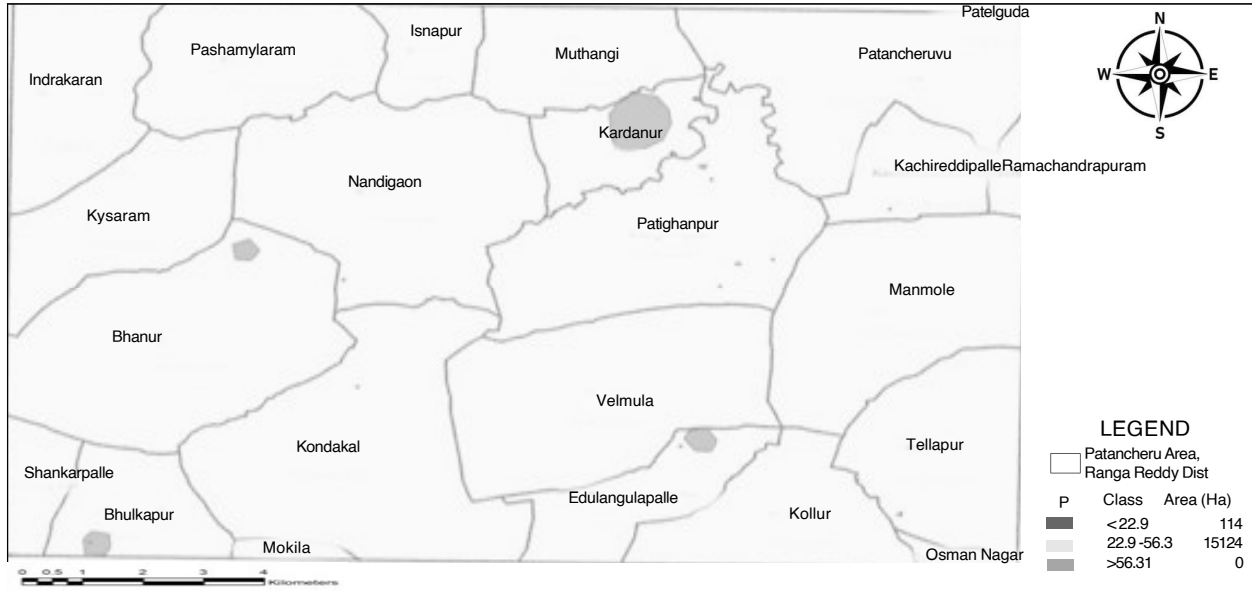 Patelguda
Isnapur
N
Pashamylaram
Muthangi
Patancheruvu
Indrakaran
W E
Kardanur
S
KachireddipalleRamachandrapuram
Nandigaon
Kysaram
Patighanpur
Manmole
Bhanur
Velmula
LEGEND
Kondakal
Tellapur
Patancheru Area,
Ranga Reddy Dist
Shankarpalle
Edulangulapalle
P Class Area (Ha)
Bhulkapur
Kollur
<22.9 114
22.9 -56.3 15124
Mokila
Osman Nagar
>56.31 0
0 0.5 1 2 3 4
Kilometers